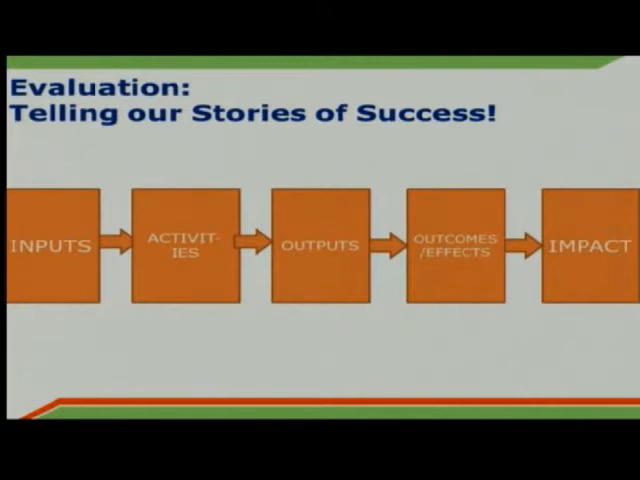 Evaluation:
Telling our Stories of Success!
INPUTS
ACTIVIT-
IES
OUTPUTS
OUTCOMES
/EFFECTS
IMPACT